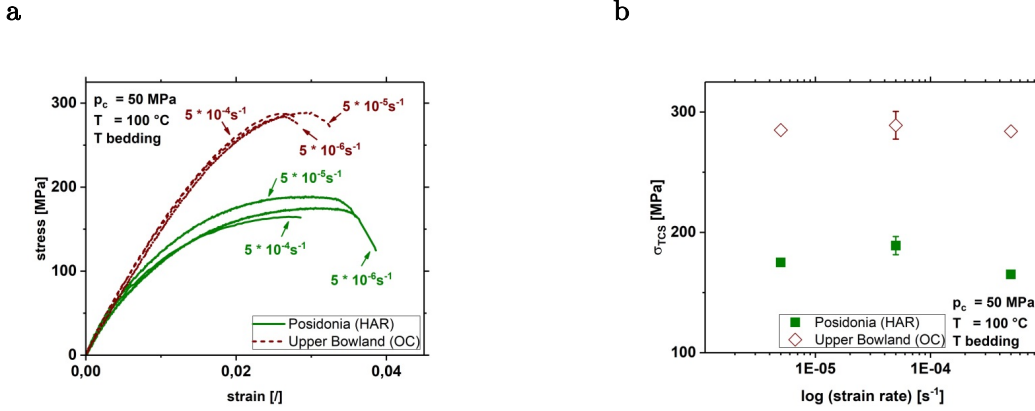 a
b
p_c = 50 MPa
T = 100 °C
T bedding
5 * 10⁻⁴s⁻¹
5 * 10⁻⁵s⁻¹
5 * 10⁻⁶s⁻¹
5 * 10⁻⁵s⁻¹
5 * 10⁻⁴s⁻¹
5 * 10⁻⁶s⁻¹
300
200
100
0
stress [MPa]
0,00
0,02
0,04
strain [/]
Posidonia (HAR)
Upper Bowland (OC)
300
200
100
σ_TCS [MPa]
p_c = 50 MPa
T = 100 °C
T bedding
Posidonia (HAR)
Upper Bowland (OC)
1E-05
1E-04
log (strain rate) [s⁻¹]